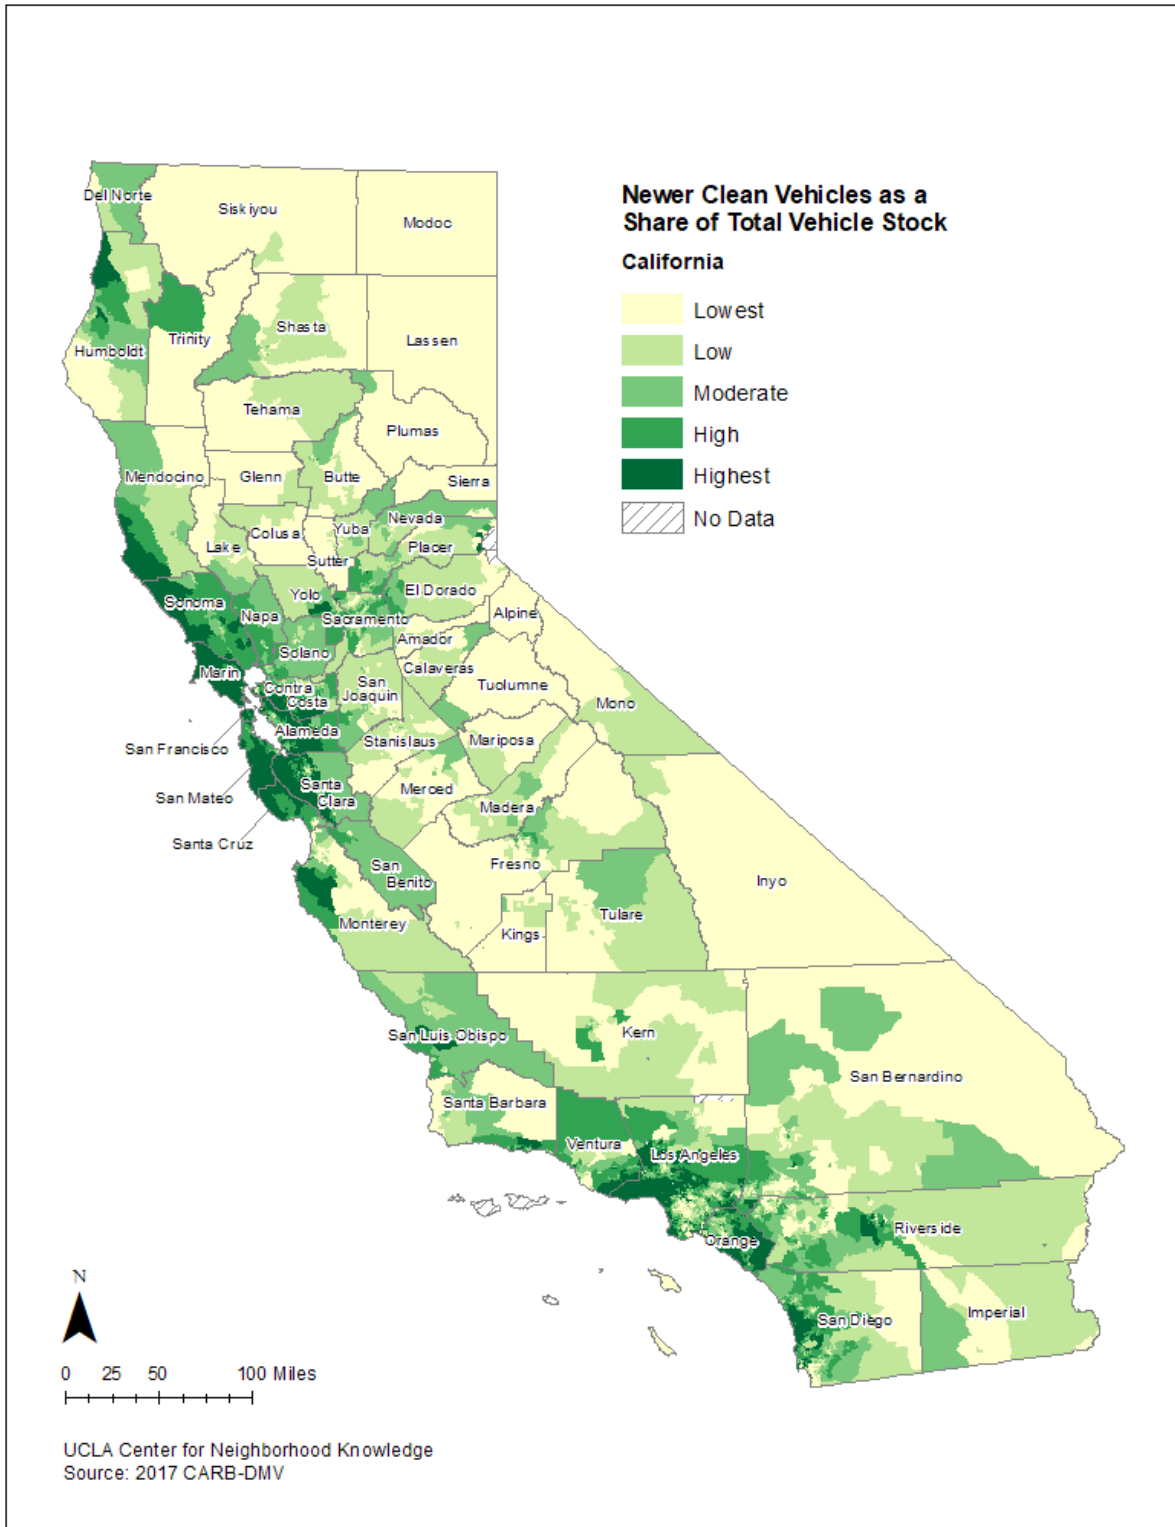 Newer Clean Vehicles as a
Share of Total Vehicle Stock
California
Lowest
Low
Moderate
High
Highest
No Data
Del Norte
Siskiyou
Modoc
Shasta
Trinity
Lassen
Humboldt
Tehama
Plumas
Mendocino
Glenn
Butte
Sierra
Nevada
Yuba
Colusa
Lake
Placer
Sutter
El Dorado
Yolo
Sonoma
Napa
Sacramento
Alpine
Amador
Solano
Calaveras
Marin
Tuolumne
Contra
Costa
San
Joaquin
Mono
Alameda
San Francisco
Stanislaus
Mariposa
Santa
Clara
Merced
San Mateo
Madera
Santa Cruz
Fresno
San
Benito
Inyo
Tulare
Monterey
Kings
San Luis Obispo
Kern
San Bernardino
Santa Barbara
Ventura
Los Angeles
Riverside
Orange
San Diego
Imperial
N
0 25 50 100 Miles
UCLA Center for Neighborhood Knowledge
Source: 2017 CARB-DMV